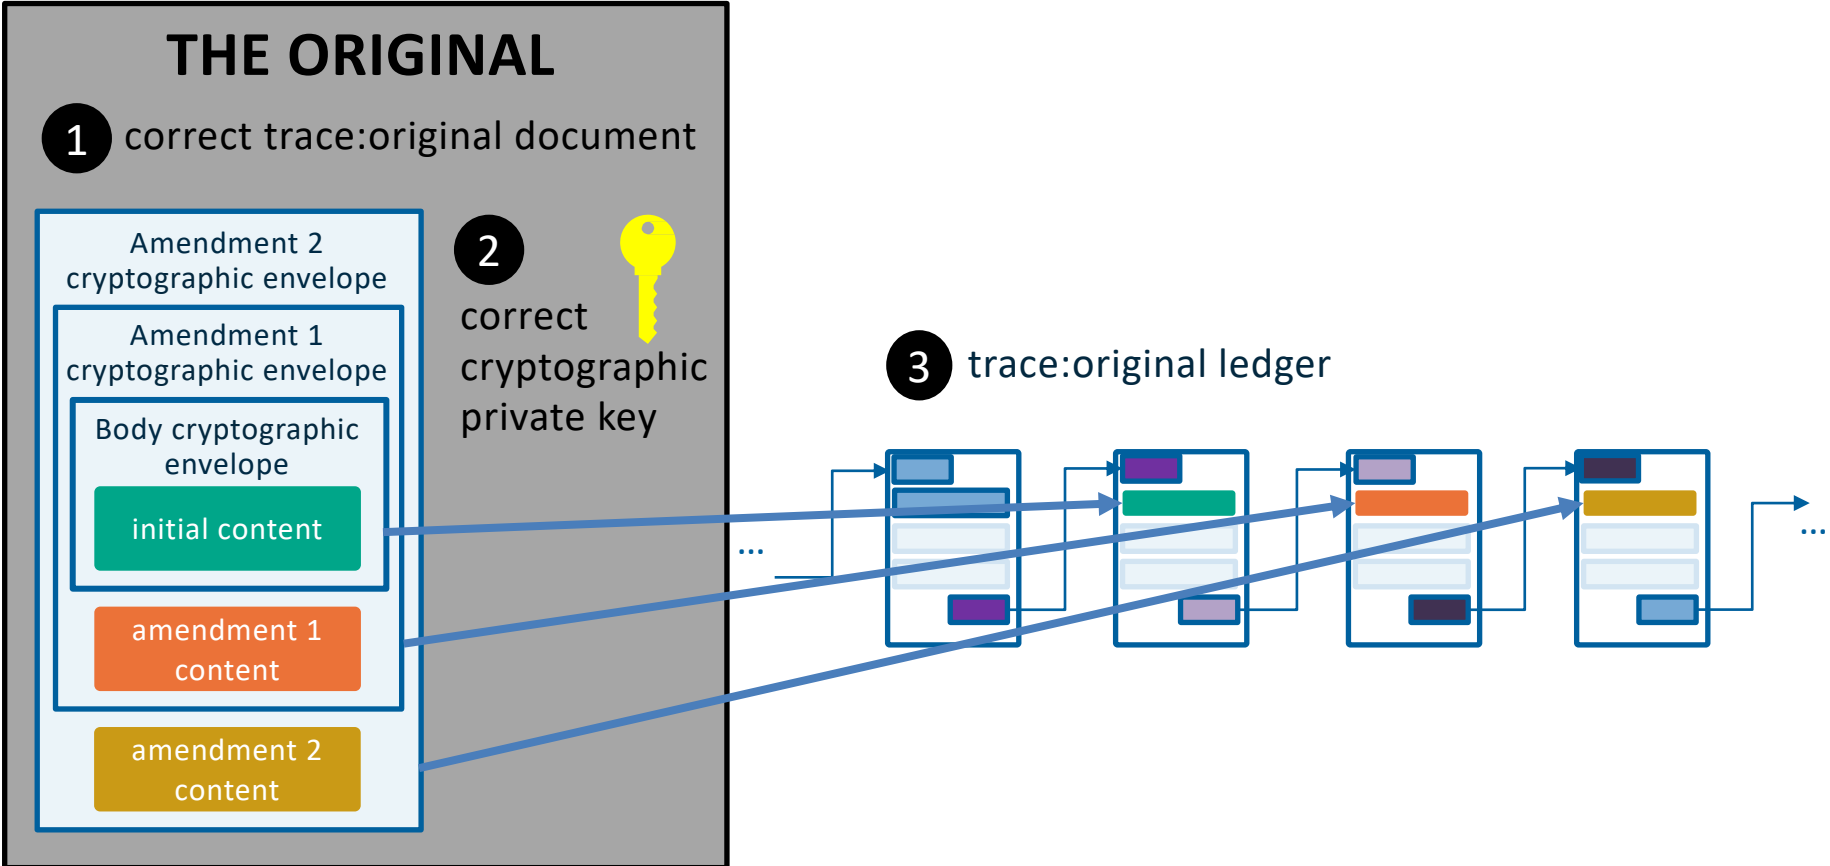 THE ORIGINAL
1 correct trace:original document
Amendment 2
cryptographic envelope
Amendment 1
cryptographic envelope
Body cryptographic
envelope
initial content
amendment 1
content
amendment 2
content
2
correct
cryptographic
private key
3 trace:original ledger
...
...